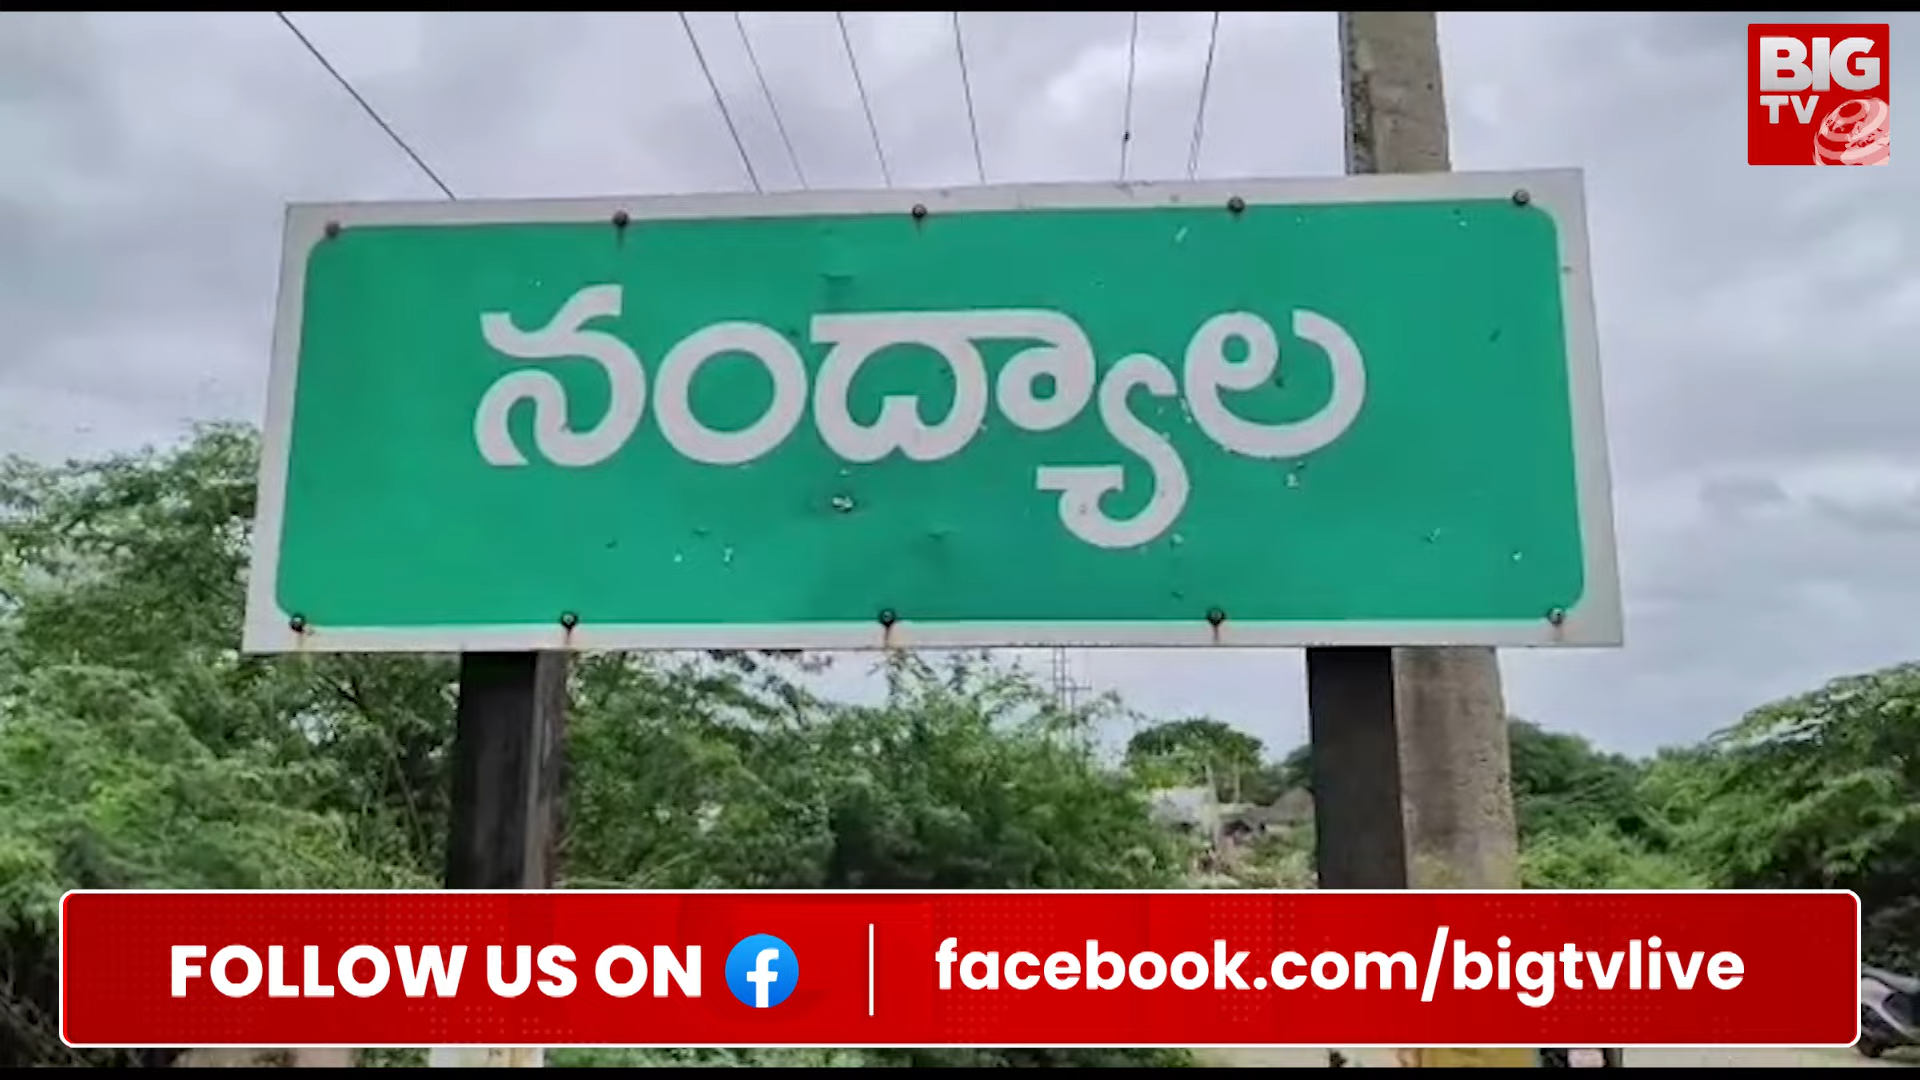 BIG
TV
నంద్యాల
FOLLOW US ON
facebook.com/bigtvlive